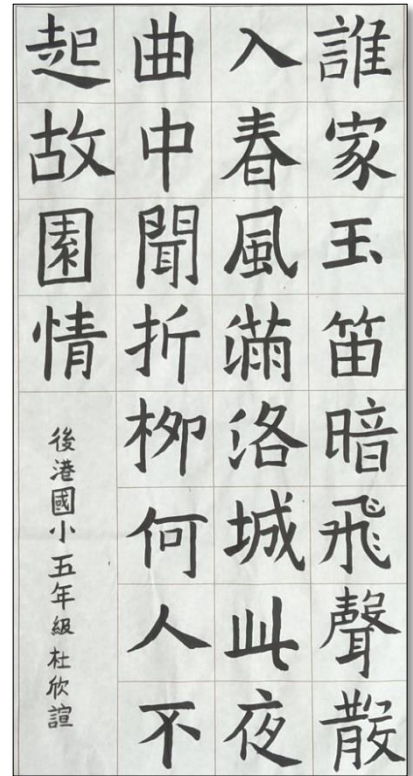 誰家玉笛暗飛聲散
入春風滿洛城此夜
曲中聞折柳何人不
起故園情
後港國小五年級杜欣諠